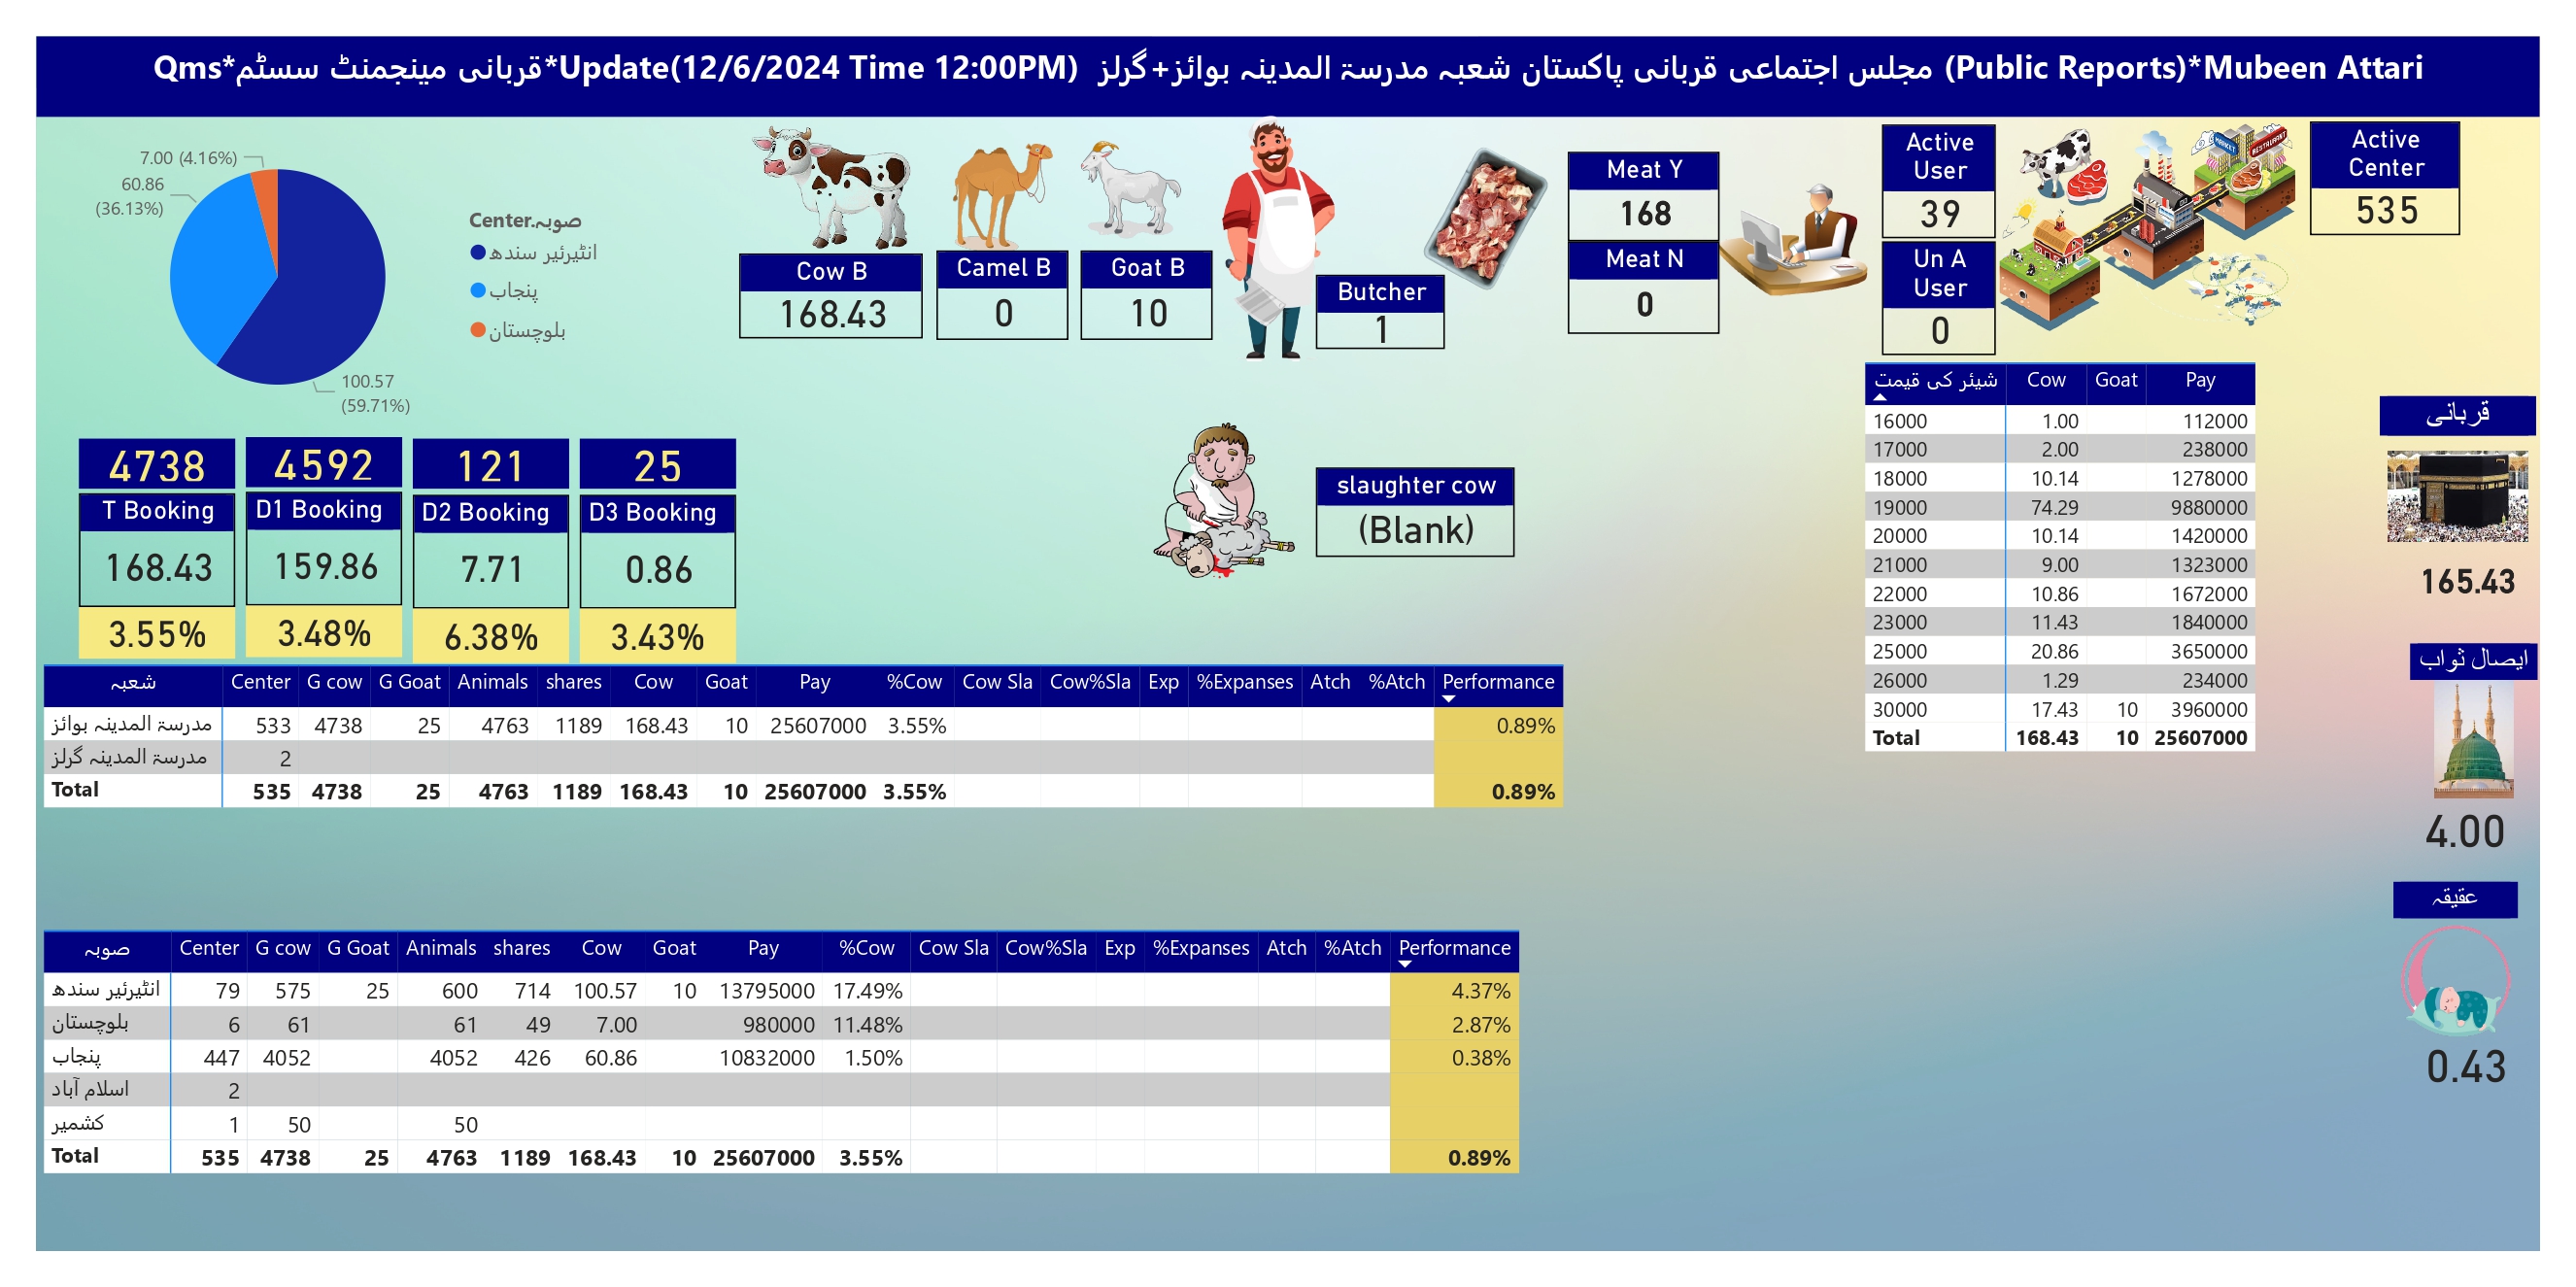 Qms*قربانی مینجمنٹ سسٹم*Update(12/6/2024 Time 12:00PM) مجلس اجتماعی قربانی پاکستان شعبہ مدرسۃ المدینہ بوائز+گرلز (Public Reports)*Mubeen Attari
7.00 (4.16%)
60.86
(36.13%)
100.57
(59.71%)
Center.صوبہ
انٹیرئیر سندھ
پنجاب
بلوچستان
Cow B
168.43
Camel B
0
Goat B
10
Butcher
1
Meat Y
168
Meat N
0
Active
User
39
Un A
User
0
MARKET
RESTAURANT
Active
Center
535
4738
T Booking
168.43
3.55%
4592
D1 Booking
159.86
3.48%
121
D2 Booking
7.71
6.38%
25
D3 Booking
0.86
3.43%
slaughter cow
(Blank)
شیئر کی قیمت Cow Goat Pay
16000 1.00 112000
17000 2.00 238000
18000 10.14 1278000
19000 74.29 9880000
20000 10.14 1420000
21000 9.00 1323000
22000 10.86 1672000
23000 11.43 1840000
25000 20.86 3650000
26000 1.29 234000
30000 17.43 10 3960000
Total 168.43 10 25607000
قربانی
165.43
ایصال ثواب
4.00
عقیقہ
0.43
شعبہ Center G cow G Goat Animals shares Cow Goat Pay %Cow Cow Sla Cow%Sla Exp %Expanses Atch %Atch Performance
مدرسۃ المدینہ بوائز 533 4738 25 4763 1189 168.43 10 25607000 3.55% 0.89%
مدرسۃ المدینہ گرلز 2
Total 535 4738 25 4763 1189 168.43 10 25607000 3.55% 0.89%
صوبہ Center G cow G Goat Animals shares Cow Goat Pay %Cow Cow Sla Cow%Sla Exp %Expanses Atch %Atch Performance
انٹیرئیر سندھ 79 575 25 600 714 100.57 10 13795000 17.49% 4.37%
بلوچستان 6 61 61 49 7.00 980000 11.48% 2.87%
پنجاب 447 4052 4052 426 60.86 10832000 1.50% 0.38%
اسلام آباد 2
کشمیر 1 50 50
Total 535 4738 25 4763 1189 168.43 10 25607000 3.55% 0.89%